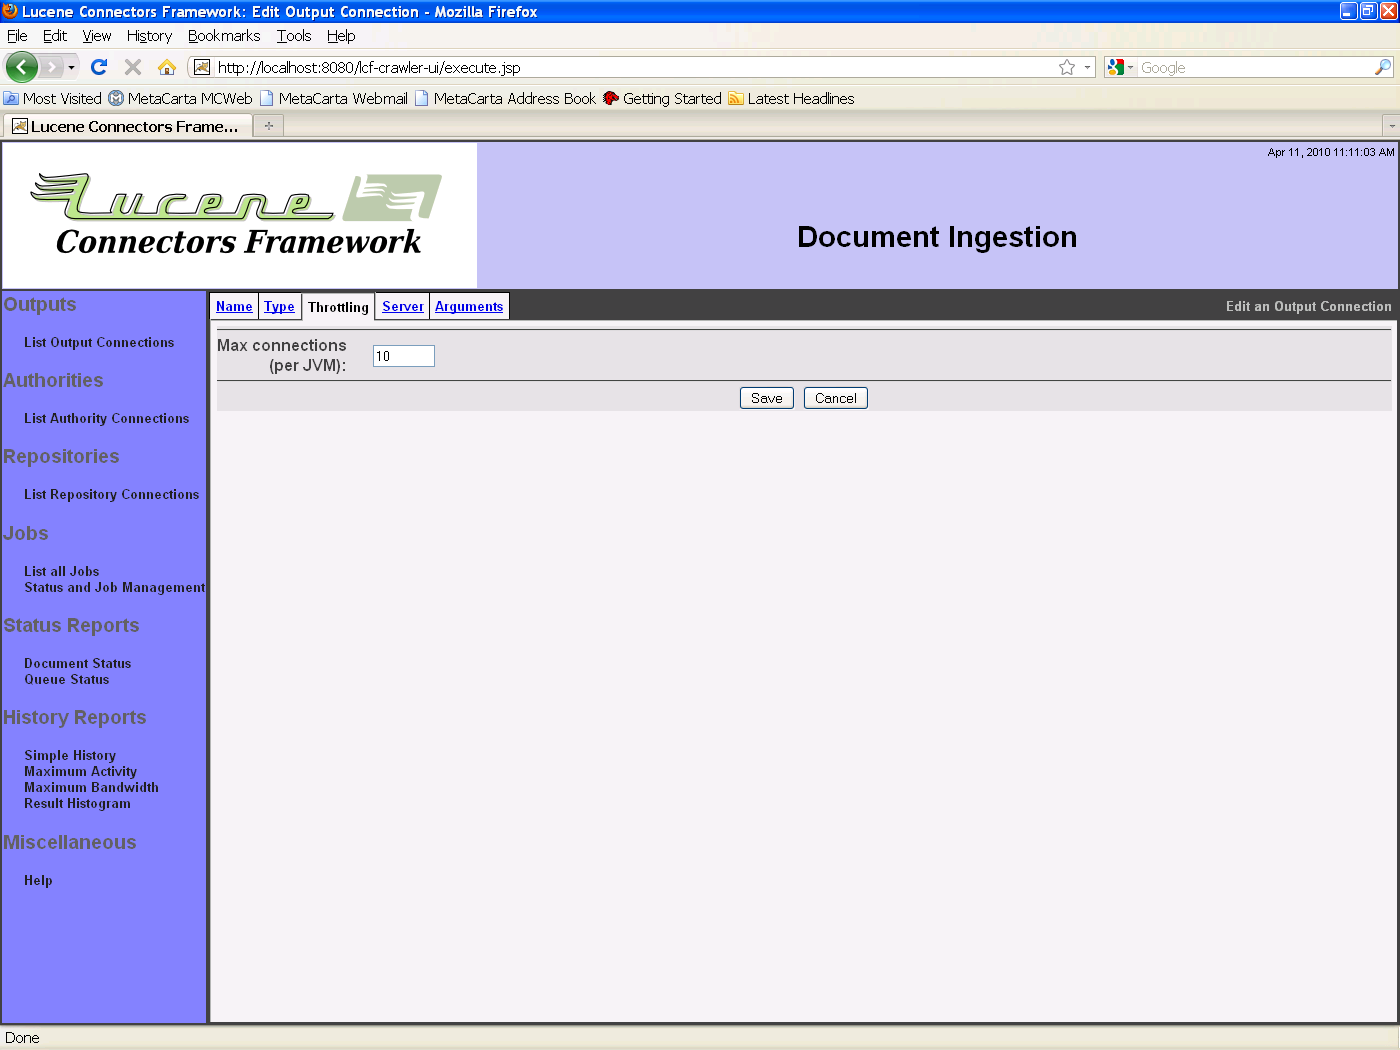 Lucene Connectors Framework: Edit Output Connection - Mozilla Firefox
File Edit View History Bookmarks Tools Help
http://localhost:8080/lcf-crawler-ui/execute.jsp
Google
Most Visited MetaCarta MCWeb MetaCarta Webmail MetaCarta Address Book Getting Started Latest Headlines
Lucene Connectors Frame...
Apr 11, 2010 11:11:03 AM
Lucene
Connectors Framework
Document Ingestion
Outputs
List Output Connections
Authorities
List Authority Connections
Repositories
List Repository Connections
Jobs
List all Jobs
Status and Job Management
Status Reports
Document Status
Queue Status
History Reports
Simple History
Maximum Activity
Maximum Bandwidth
Result Histogram
Miscellaneous
Help
Name Type Throttling Server Arguments
Edit an Output Connection
Max connections
(per JVM):
10
Save Cancel
Done